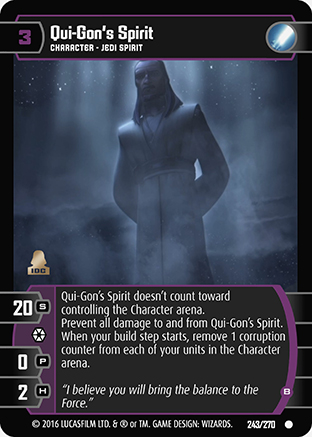 3
Qui-Gon's Spirit
CHARACTER - JEDI SPIRIT
IDC
20 S
0 P
2 H
Qui-Gon's Spirit doesn't count toward
controlling the Character arena.
Prevent all damage to and from Qui-Gon's Spirit.
When your build step starts, remove 1 corruption
counter from each of your units in the Character
arena.
“I believe you will bring the balance to the
Force.”
B
© 2016 LUCASFILM LTD. & ® or TM. GAME DESIGN: WIZARDS.
243/270